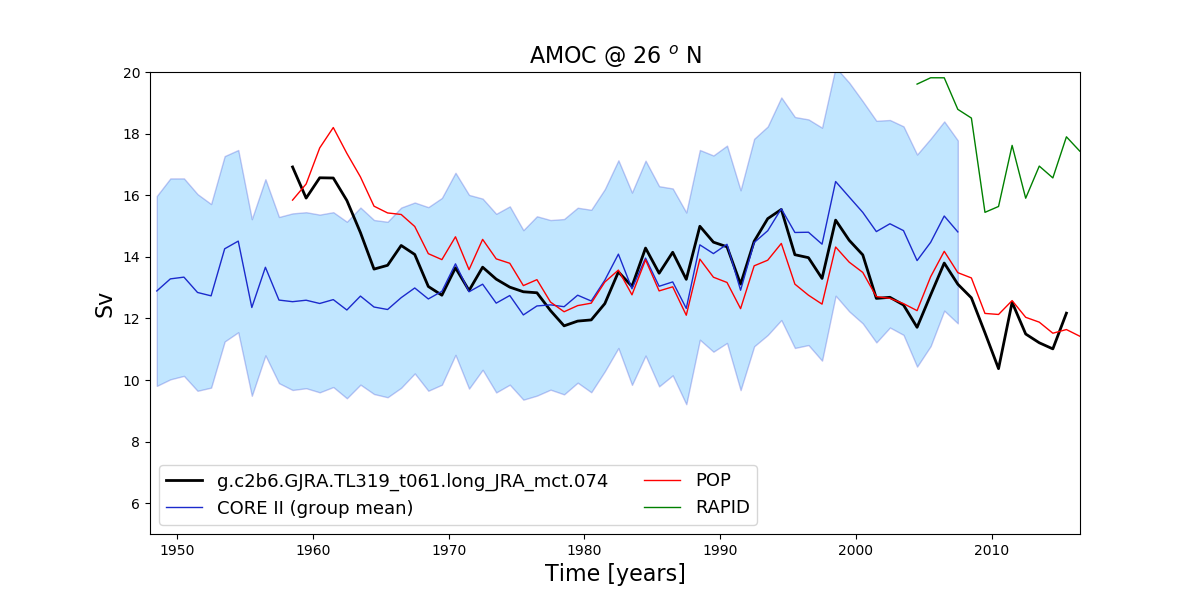 AMOC @ 26 ° N
20
18
16
14
12
10
8
6
Sv
g.c2b6.GJRA.TL319_t061.long_JRA_mct.074
CORE II (group mean)
POP
RAPID
1950 1960 1970 1980 1990 2000 2010
Time [years]